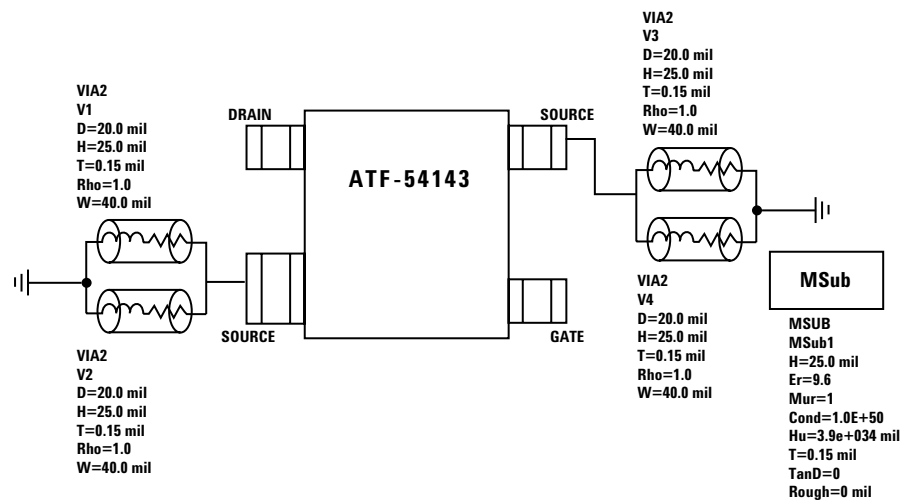 VIA2
V3
D=20.0 mil
H=25.0 mil
T=0.15 mil
Rho=1.0
W=40.0 mil
VIA2
V1
D=20.0 mil
H=25.0 mil
T=0.15 mil
Rho=1.0
W=40.0 mil
DRAIN
SOURCE
ATF-54143
SOURCE
GATE
VIA2
V4
D=20.0 mil
H=25.0 mil
T=0.15 mil
Rho=1.0
W=40.0 mil
VIA2
V2
D=20.0 mil
H=25.0 mil
T=0.15 mil
Rho=1.0
W=40.0 mil
MSub
MSUB
MSub1
H=25.0 mil
Er=9.6
Mur=1
Cond=1.0E+50
Hu=3.9e+034 mil
T=0.15 mil
TanD=0
Rough=0 mil